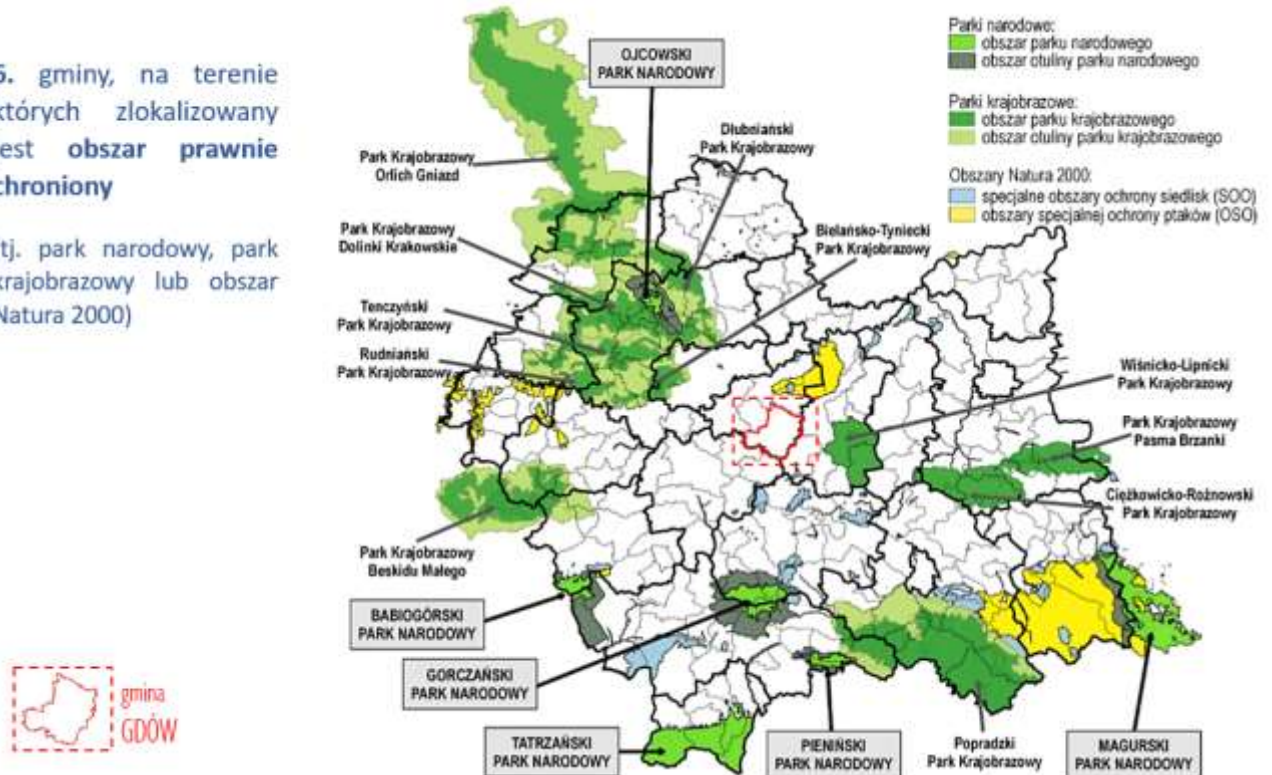 gminy, na terenie
których zlokalizowany
jest obszar prawnie
chroniony
tj. park narodowy, park
krajobrazowy lub obszar
Natura 2000)
gmina
GDÓW
OJCOWSKI
PARK NARODOWY
Dłubniański
Park Krajobrazowy
Park Krajobrazowy
Orlich Gniazd
Park Krajobrazowy
Dolinki Krakowskie
Bielańsko-Tyniecki
Park Krajobrazowy
Tenczyński
Park Krajobrazowy
Rudniański
Park Krajobrazowy
Wiśnicko-Lipnicki
Park Krajobrazowy
Park Krajobrazowy
Pasma Brzanki
Ciężkowicko-Rożnowski
Park Krajobrazowy
Park Krajobrazowy
Beskidu Małego
BABIOGÓRSKI
PARK NARODOWY
GORCZAŃSKI
PARK NARODOWY
TATRZAŃSKI
PARK NARODOWY
PIENIŃSKI
PARK NARODOWY
Popradzki
Park Krajobrazowy
MAGURSKI
PARK NARODOWY
Parki narodowe:
obszar parku narodowego
obszar otuliny parku narodowego
Parki krajobrazowe:
obszar parku krajobrazowego
obszar otuliny parku krajobrazowego
Obszary Natura 2000:
specjalne obszary ochrony siedlisk (SOO)
obszary specjalnej ochrony ptaków (OSO)